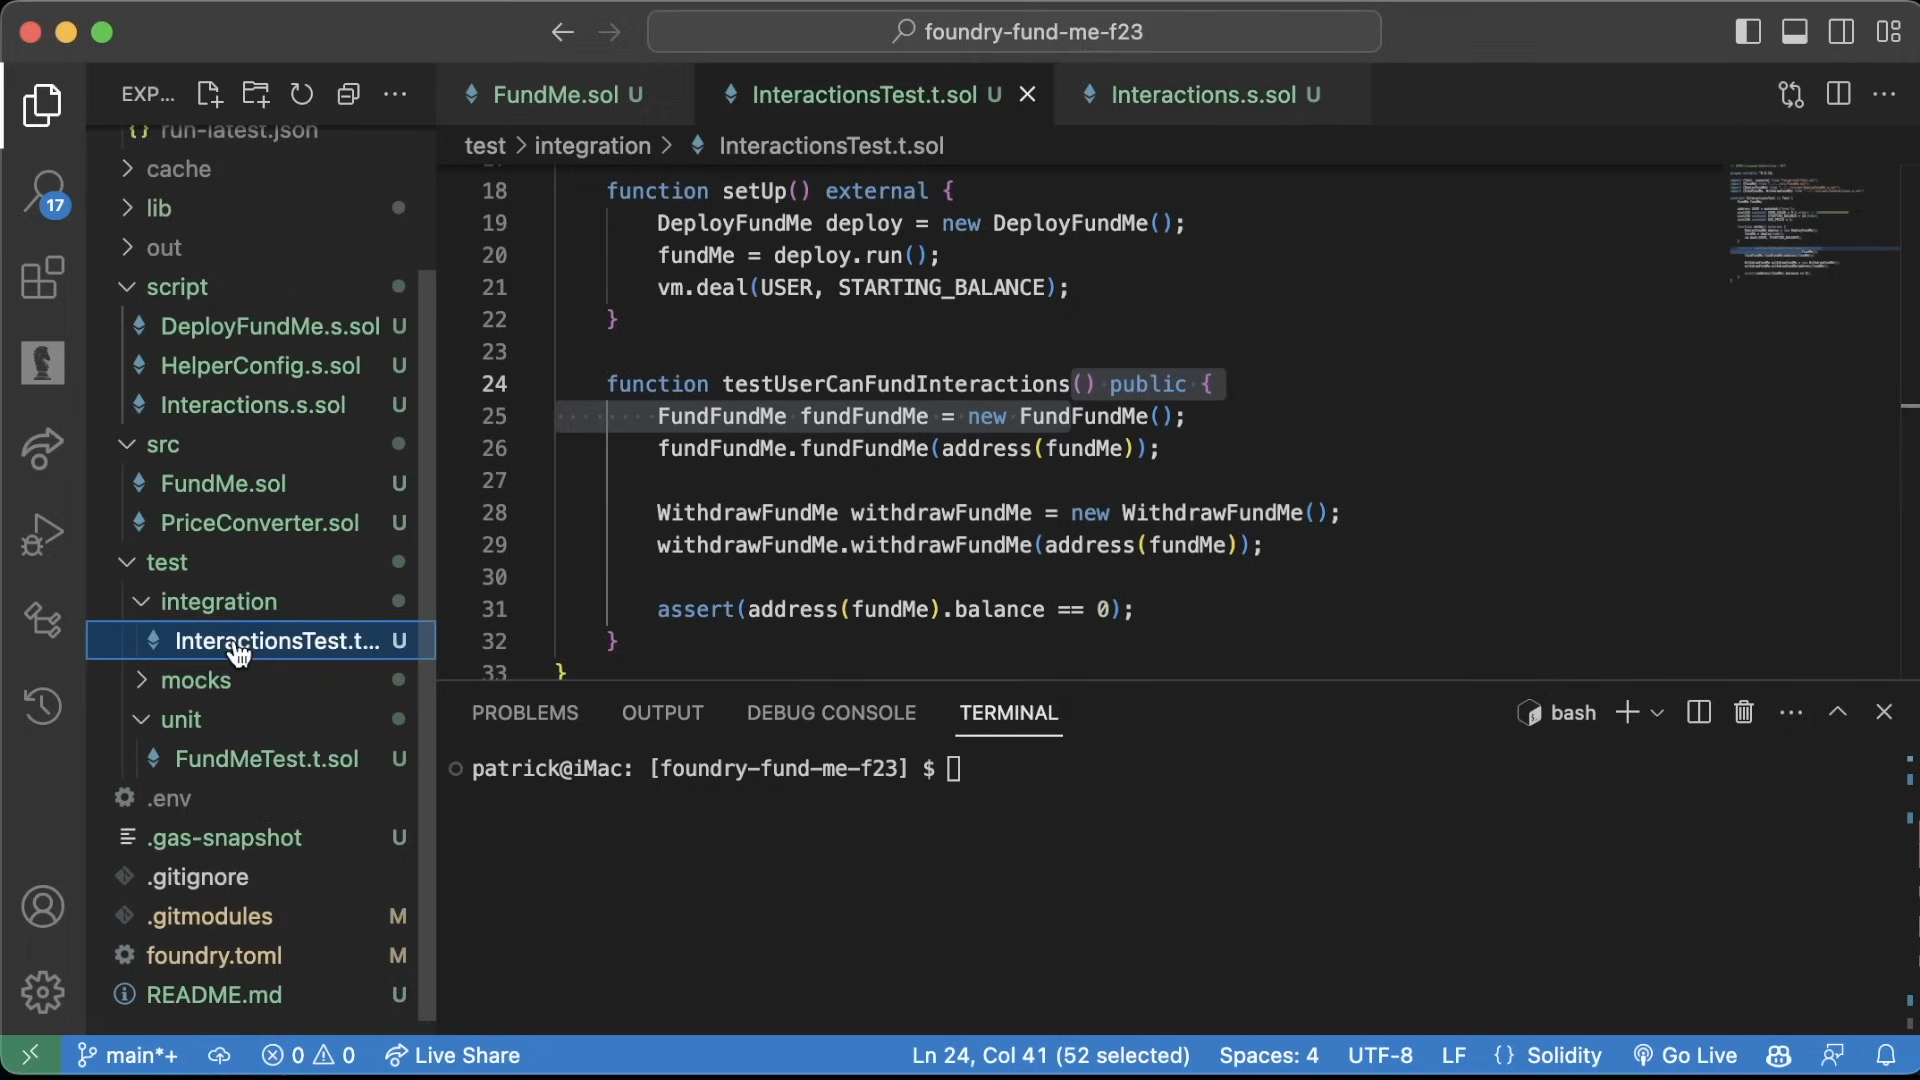 foundry-fund-me-f23
EXP...
FundMe.sol U
InteractionsTest.t.sol U
Interactions.s.sol U
test > integration > InteractionsTest.t.sol
run-latest.json
cache
lib
out
script
DeployFundMe.s.sol U
HelperConfig.s.sol U
Interactions.s.sol U
src
FundMe.sol U
PriceConverter.sol U
test
integration
InteractionsTest.t... U
mocks
unit
FundMeTest.t.sol U
.env
.gas-snapshot U
.gitignore
.gitmodules M
foundry.toml M
README.md U
17
18 function setUp() external {
19 DeployFundMe deploy = new DeployFundMe();
20 fundMe = deploy.run();
21 vm.deal(USER, STARTING_BALANCE);
22 }
23
24 function testUserCanFundInteractions() public {
25 FundFundMe fundFundMe = new FundFundMe();
26 fundFundMe.fundFundMe(address(fundMe));
27
28 WithdrawFundMe withdrawFundMe = new WithdrawFundMe();
29 withdrawFundMe.withdrawFundMe(address(fundMe));
30
31 assert(address(fundMe).balance == 0);
32 }
33 }
PROBLEMS OUTPUT DEBUG CONSOLE TERMINAL
bash
patrick@iMac: [foundry-fund-me-f23] $
main*+ 0 0 Live Share
Ln 24, Col 41 (52 selected) Spaces: 4 UTF-8 LF {} Solidity Go Live